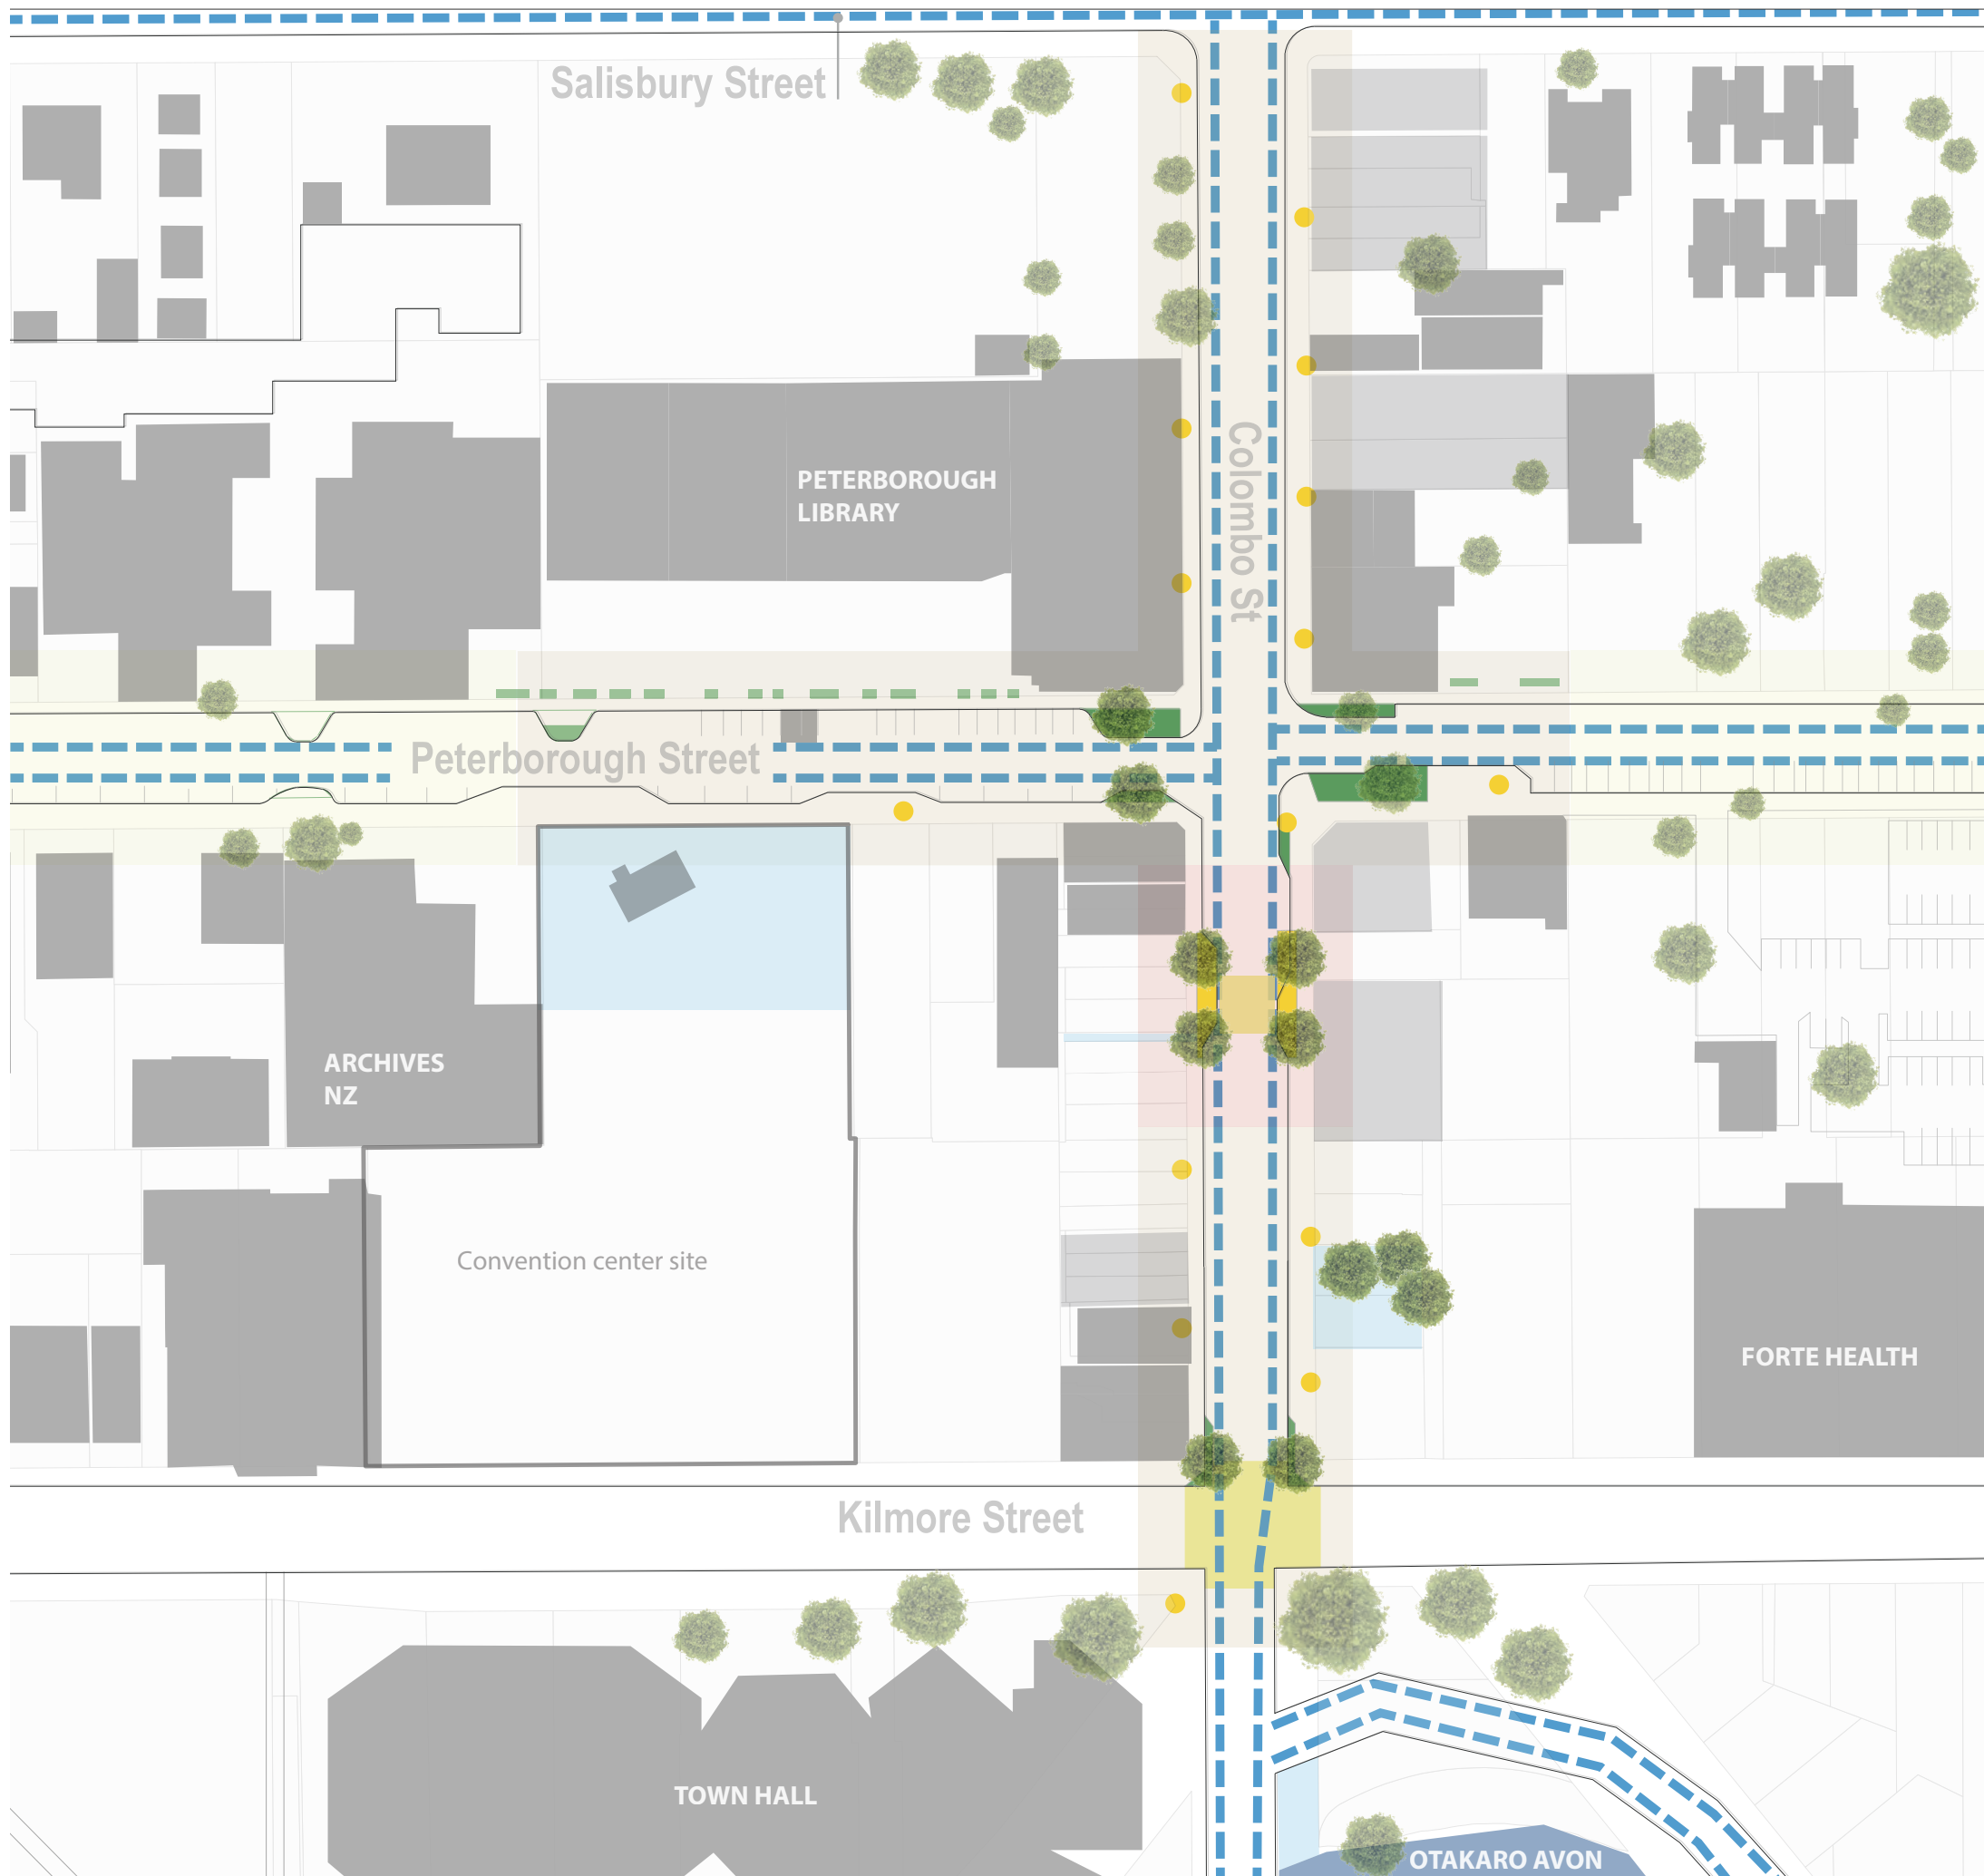 Salisbury Street
Colombo St
PETERBOROUGH
LIBRARY
Peterborough Street
ARCHIVES
NZ
Convention center site
FORTE HEALTH
Kilmore Street
TOWN HALL
OTAKARO AVON